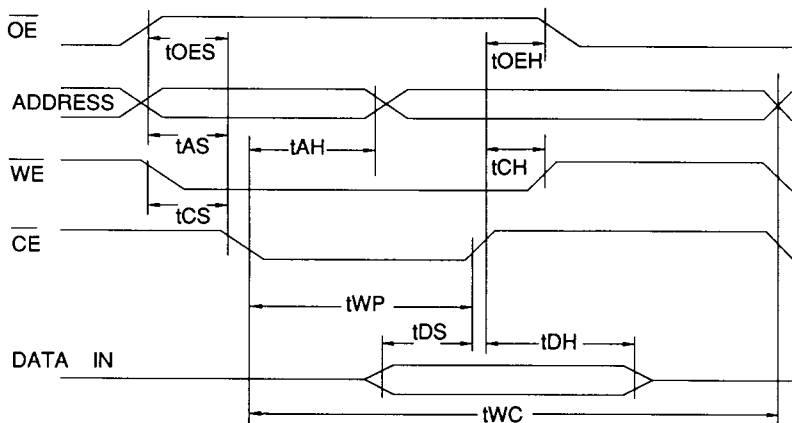 OE
tOES
tOEH
ADDRESS
tAS
tAH
tCH
WE
tCS
CE
tWP
tDS
tDH
DATA IN
tWC